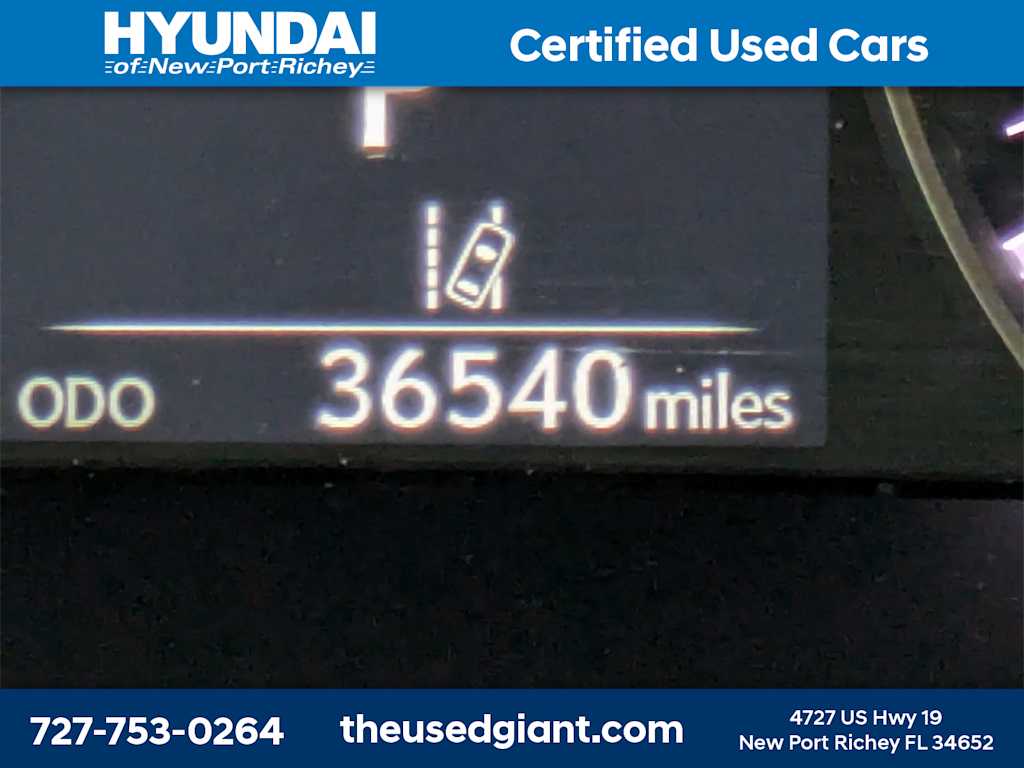 HYUNDAI
of New Port Richey
Certified Used Cars
P
ODO 36540 miles
727-753-0264
theusedgiant.com
4727 US Hwy 19
New Port Richey FL 34652